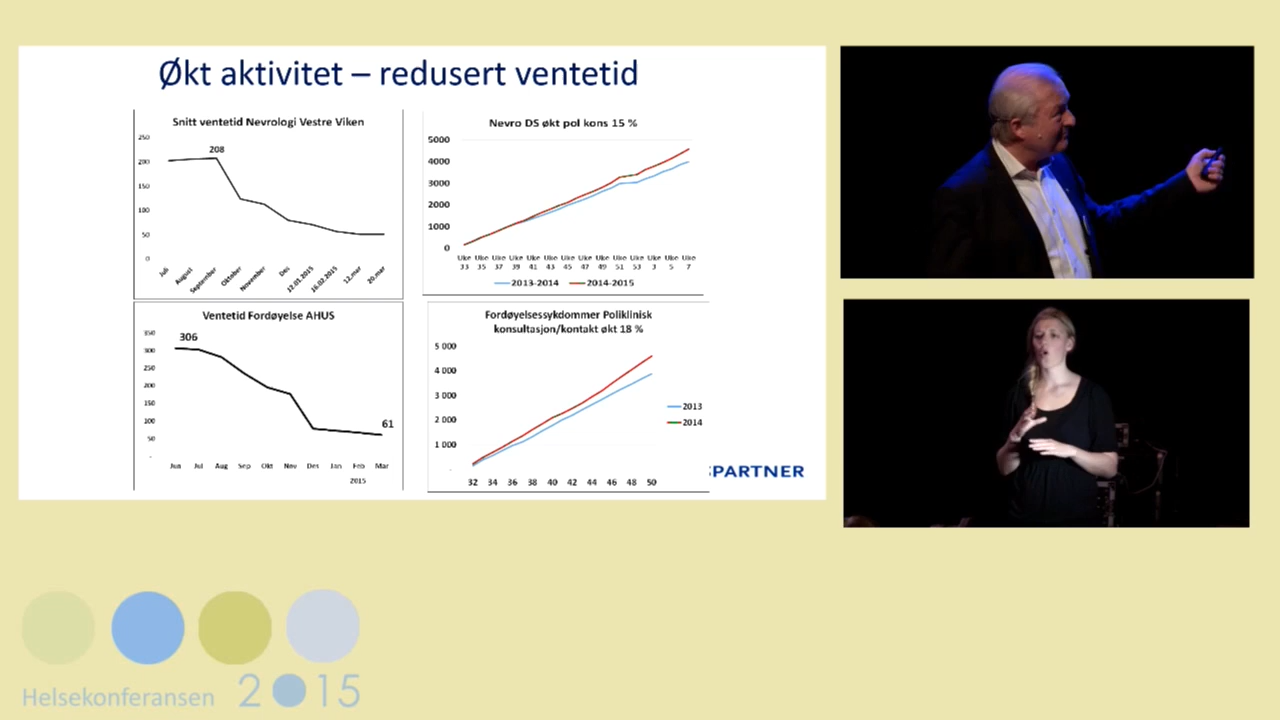 Økt aktivitet – redusert ventetid
Snitt ventetid Nevrologi Vestre Viken
250
208
200
150
100
50
0
Juli
August
September
Oktober
November
Des
12.01.2015
16.02.2015
12.mar
20.mar
Nevro DS økt pol kons 15 %
5000
4000
3000
2000
1000
0
Uke Uke Uke Uke Uke Uke Uke Uke Uke Uke Uke Uke Uke Uke
33 35 37 39 41 43 45 47 49 51 53 3 5 7
2013-2014 2014-2015
Ventetid Fordøyelse AHUS
350
306
300
250
200
150
100
61
50
-
Jun Jul Aug Sep Okt Nov Des Jan Feb Mar
2015
Fordøyelsessykdommer Poliklinisk
konsultasjon/kontakt økt 18 %
5 000
4 000
3 000
2 000
1 000
-
2013
2014
32 34 36 38 40 42 44 46 48 50
PARTNER
Helsekonferansen 2015